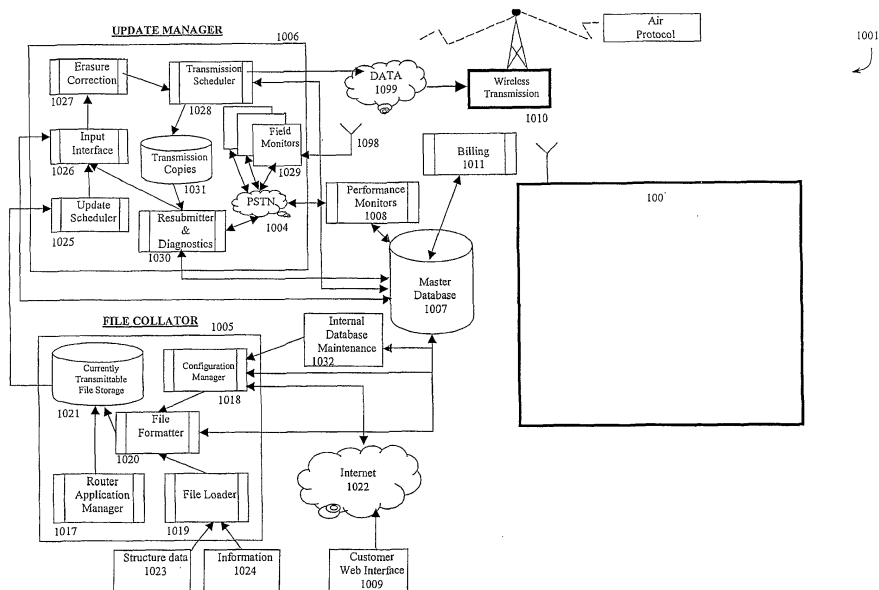 UPDATE MANAGER
1006
Air
Protocol
1001
Erasure
Correction
1027
Transmission
Scheduler
1028
DATA
1099
Wireless
Transmission
1010
Input
Interface
1026
Transmission
Copies
1031
Field
Monitors
1029
1098
Billing
1011
Update
Scheduler
1025
Resubmitter
&
Diagnostics
1030
PSTN
1004
Performance
Monitors
1008
100
Master
Database
1007
FILE COLLATOR
1005
Currently
Transmittable
File Storage
1021
Configuration
Manager
1018
Internal
Database
Maintenance
1032
File
Formatter
1020
Router
Application
Manager
1017
File Loader
1019
Internet
1022
Structure data
1023
Information
1024
Customer
Web Interface
1009